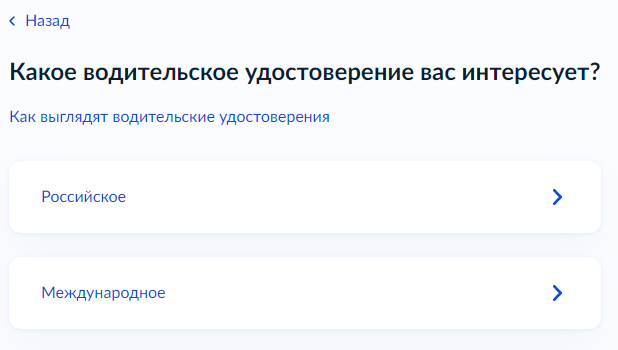 Назад
Какое водительское удостоверение вас интересует?
Как выглядят водительские удостоверения
Российское
Международное